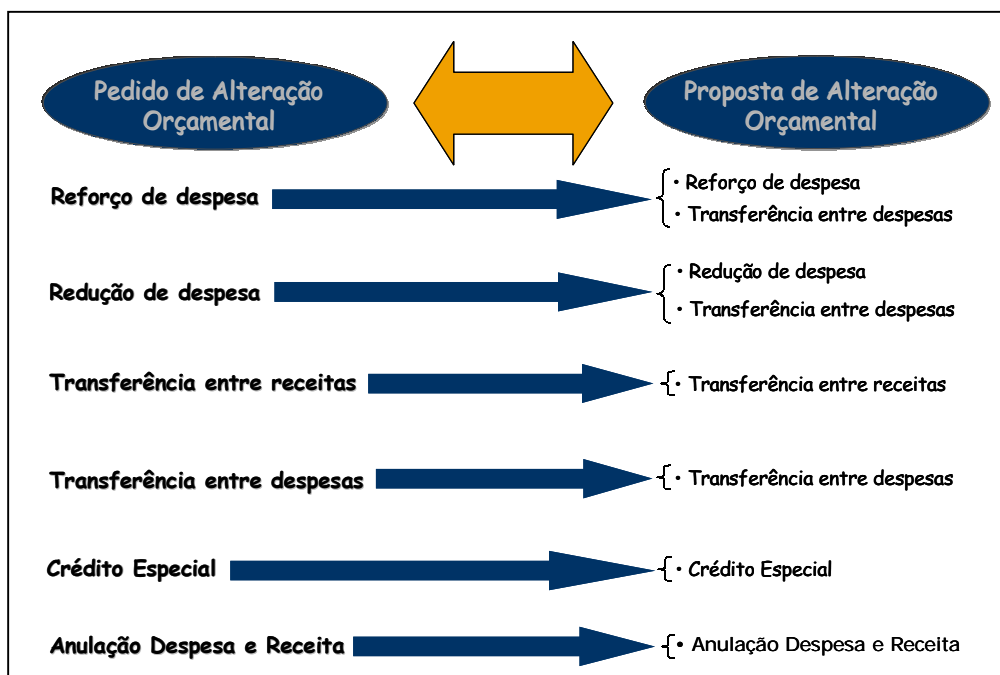 Pedido de Alteração
Orçamental
Proposta de Alteração
Orçamental
Reforço de despesa
• Reforço de despesa
• Transferência entre despesas
Redução de despesa
• Redução de despesa
• Transferência entre despesas
Transferência entre receitas
• Transferência entre receitas
Transferência entre despesas
• Transferência entre despesas
Crédito Especial
• Crédito Especial
Anulação Despesa e Receita
• Anulação Despesa e Receita